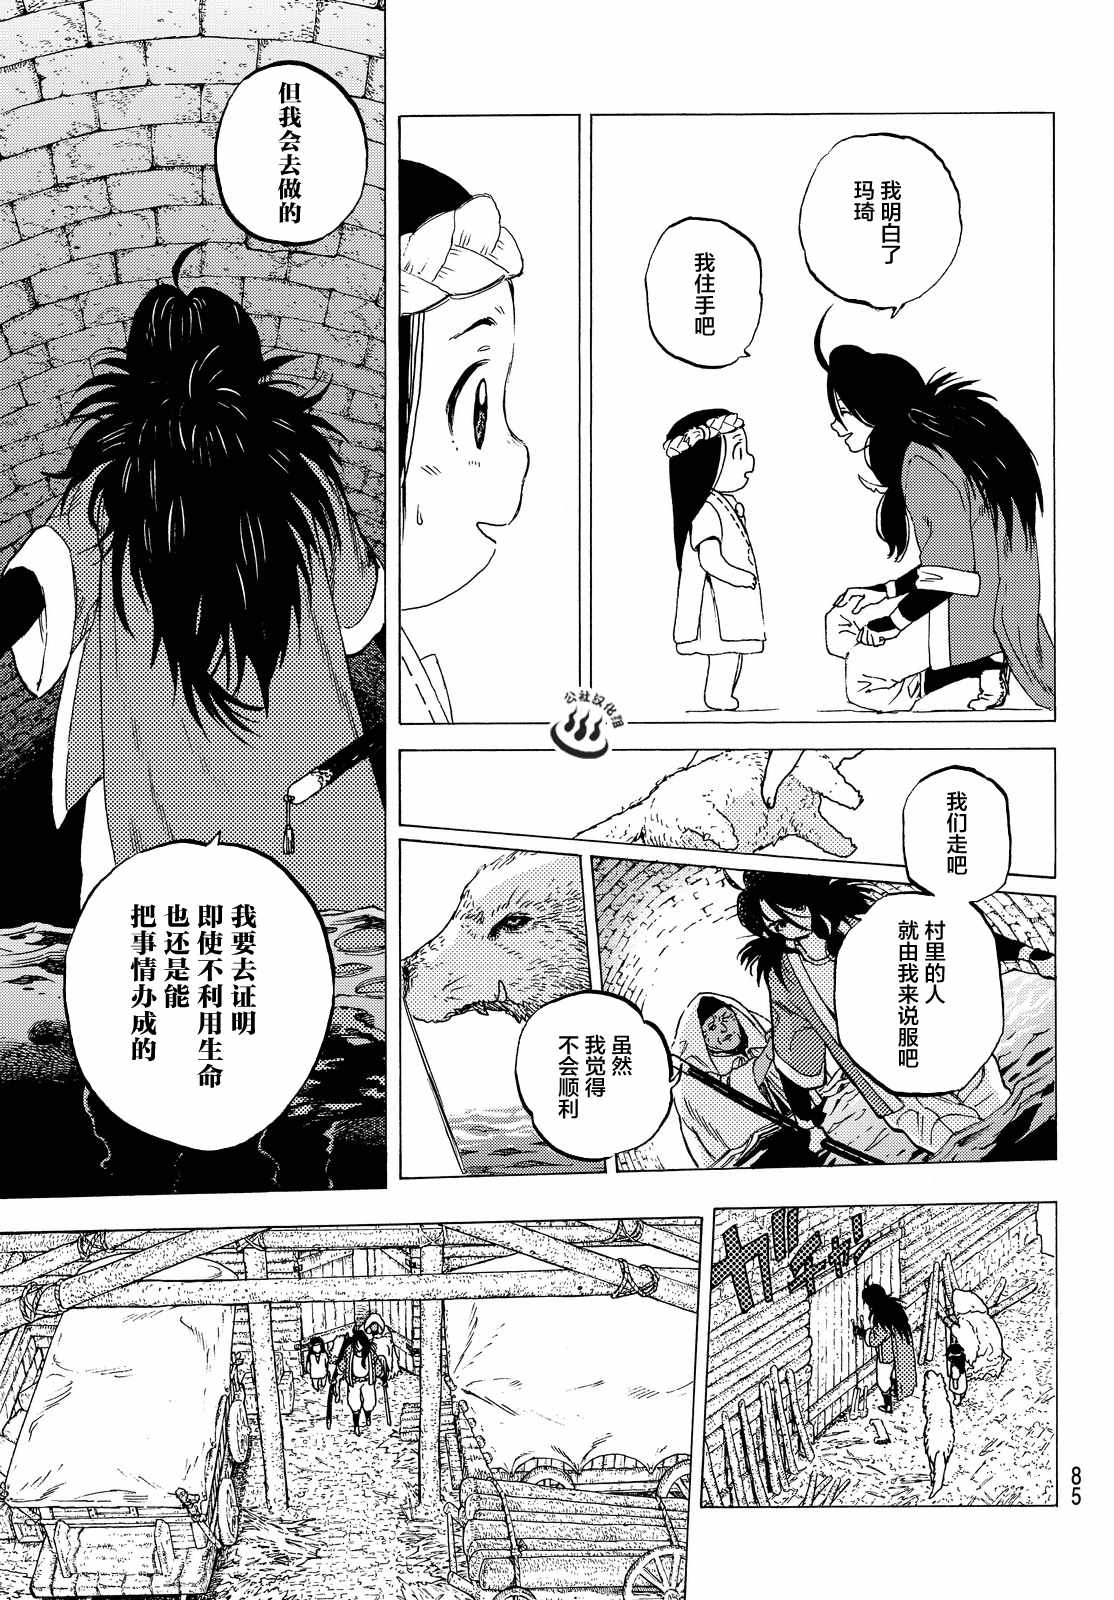 我明白了
玛琦
我住手吧
但我会去做的
我要去证明
即使不利用生命
也还是能
把事情办成的
我们走吧
村里的人
就由我来说服吧
虽然
我觉得
不会顺利
公社汉化组
85